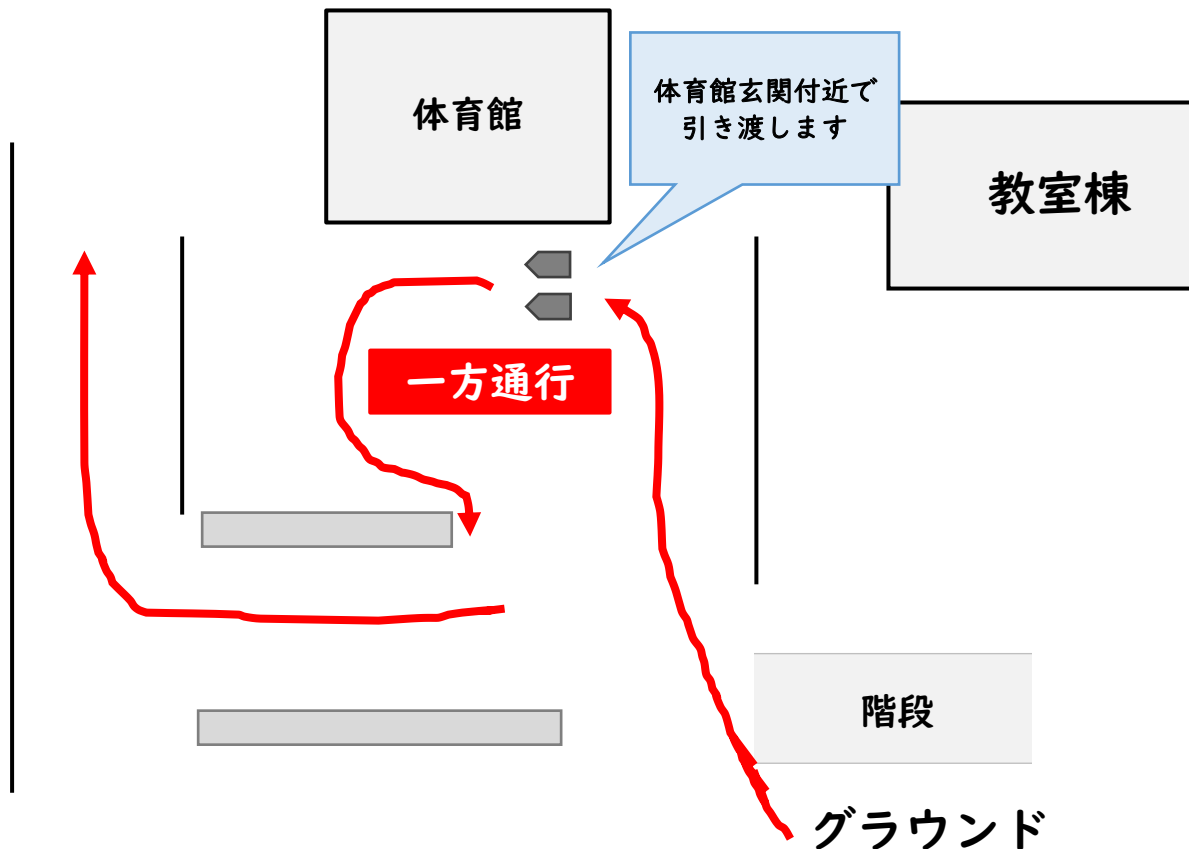 体育館
体育館玄関付近で
引き渡します
教室棟
一方通行
階段
グラウンド